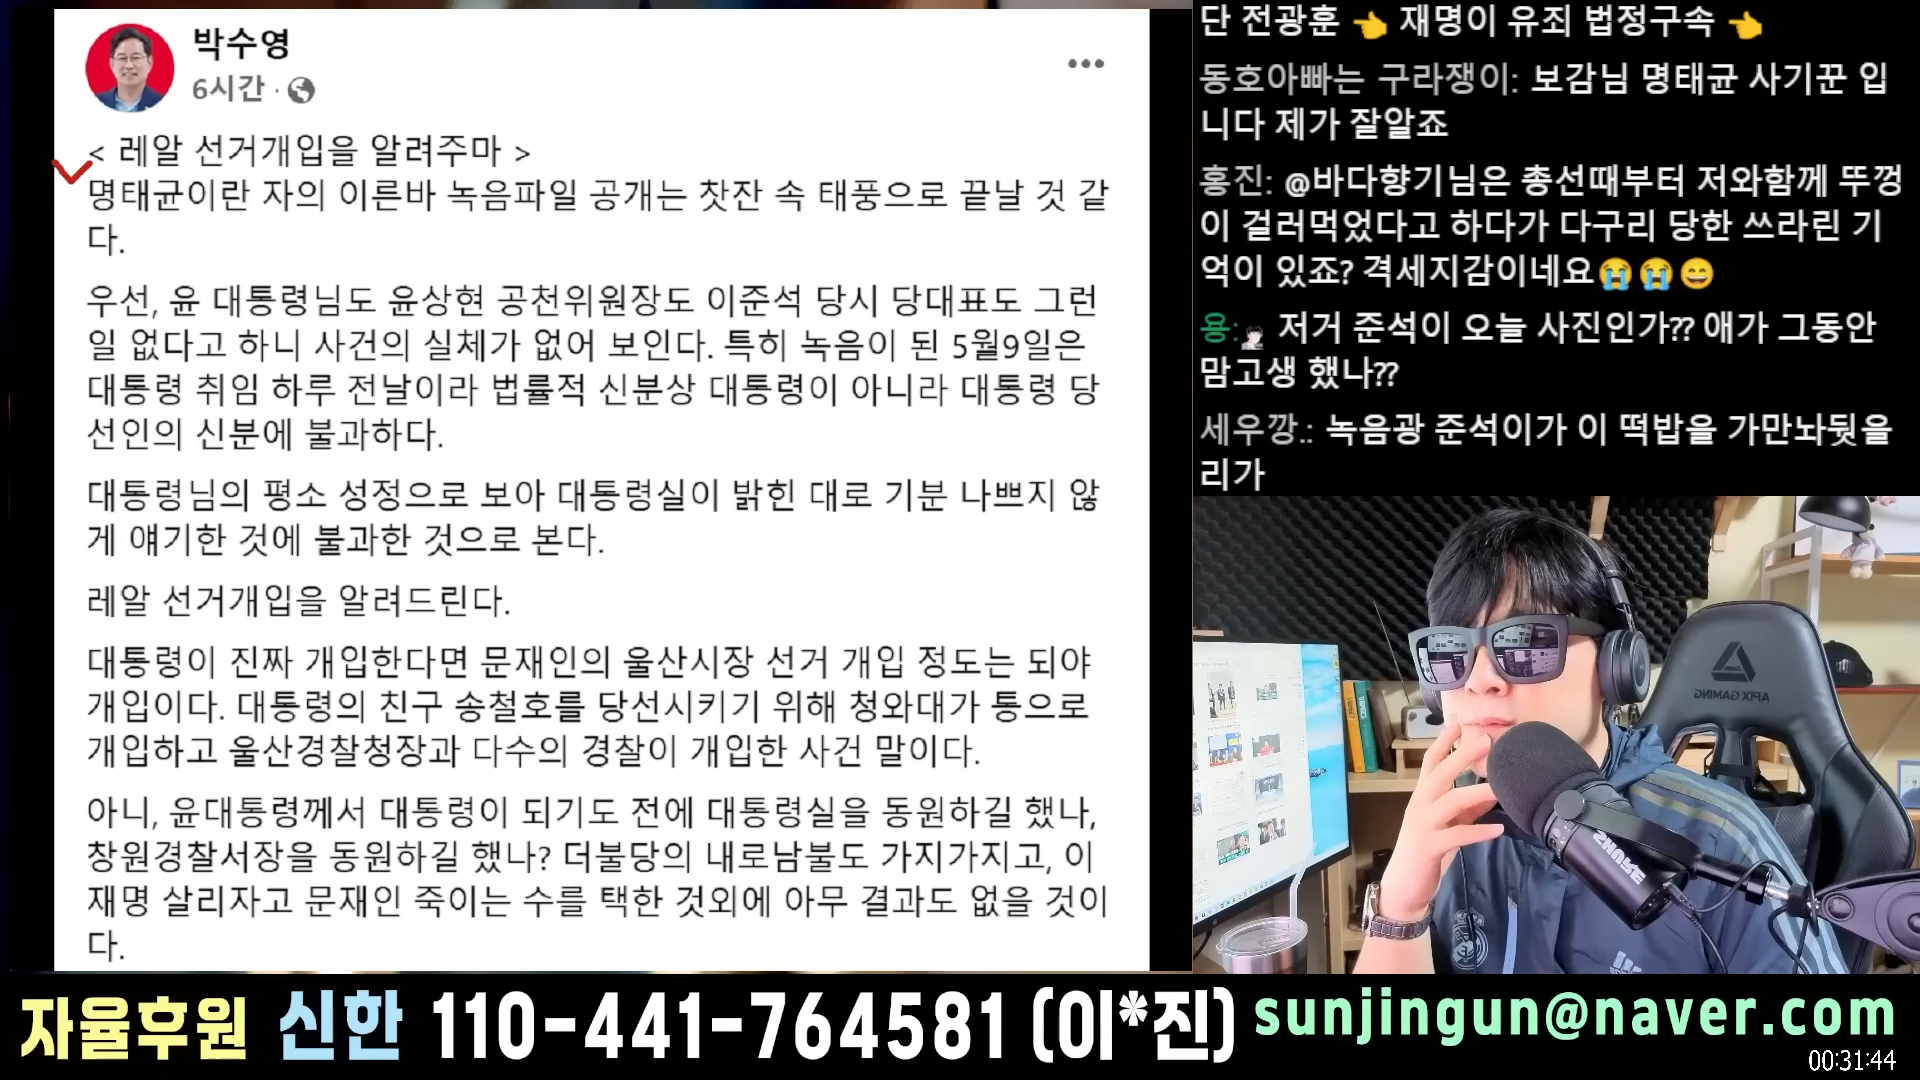 박수영
6시간 ·
< 레알 선거개입을 알려주마 >
명태균이란 자의 이른바 녹음파일 공개는 찻잔 속 태풍으로 끝날 것 같
다.
우선, 윤 대통령님도 윤상현 공천위원장도 이준석 당시 당대표도 그런
일 없다고 하니 사건의 실체가 없어 보인다. 특히 녹음이 된 5월9일은
대통령 취임 하루 전날이라 법률적 신분상 대통령이 아니라 대통령 당
선인의 신분에 불과하다.
대통령님의 평소 성정으로 보아 대통령실이 밝힌 대로 기분 나쁘지 않
게 얘기한 것에 불과한 것으로 본다.
레알 선거개입을 알려드린다.
대통령이 진짜 개입한다면 문재인의 울산시장 선거 개입 정도는 되야
개입이다. 대통령의 친구 송철호를 당선시키기 위해 청와대가 통으로
개입하고 울산경찰청장과 다수의 경찰이 개입한 사건 말이다.
아니, 윤대통령께서 대통령이 되기도 전에 대통령실을 동원하길 했나,
창원경찰서장을 동원하길 했나? 더불당의 내로남불도 가지가지고, 이
재명 살리자고 문재인 죽이는 수를 택한 것외에 아무 결과도 없을 것이
다.
단 전광훈 👈 재명이 유죄 법정구속 👈
동호아빠는 구라쟁이: 보감님 명태균 사기꾼 입
니다 제가 잘알죠
홍진: @바다향기님은 총선때부터 저와함께 뚜껑
이 걸러먹었다고 하다가 다구리 당한 쓰라린 기
억이 있죠? 격세지감이네요😭😭😄
용: 저거 준석이 오늘 사진인가?? 애가 그동안
맘고생 했나??
세우깡.: 녹음광 준석이가 이 떡밥을 가만놔뒷을
리가
APIX GAMING
SHURE
자율후원 신한 110-441-764581 (이*진) sunjingun@naver.com
00:31:44